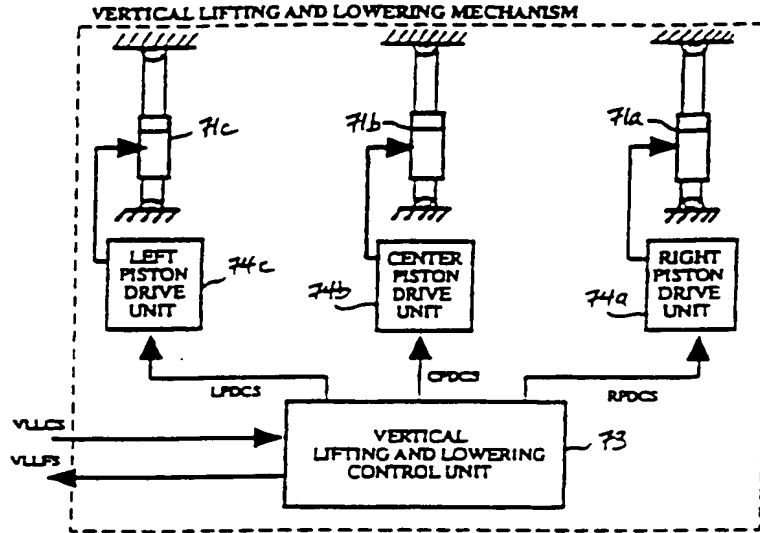 VERTICAL LIFTING AND LOWERING MECHANISM
71c
71b
71a
LEFT
PISTON
DRIVE
UNIT
74c
CENTER
PISTON
DRIVE
UNIT
74b
RIGHT
PISTON
DRIVE
UNIT
74a
LPDCS
CPDCS
RPDCS
VLLCS
VLLFS
VERTICAL
LIFTING AND LOWERING
CONTROL UNIT
73